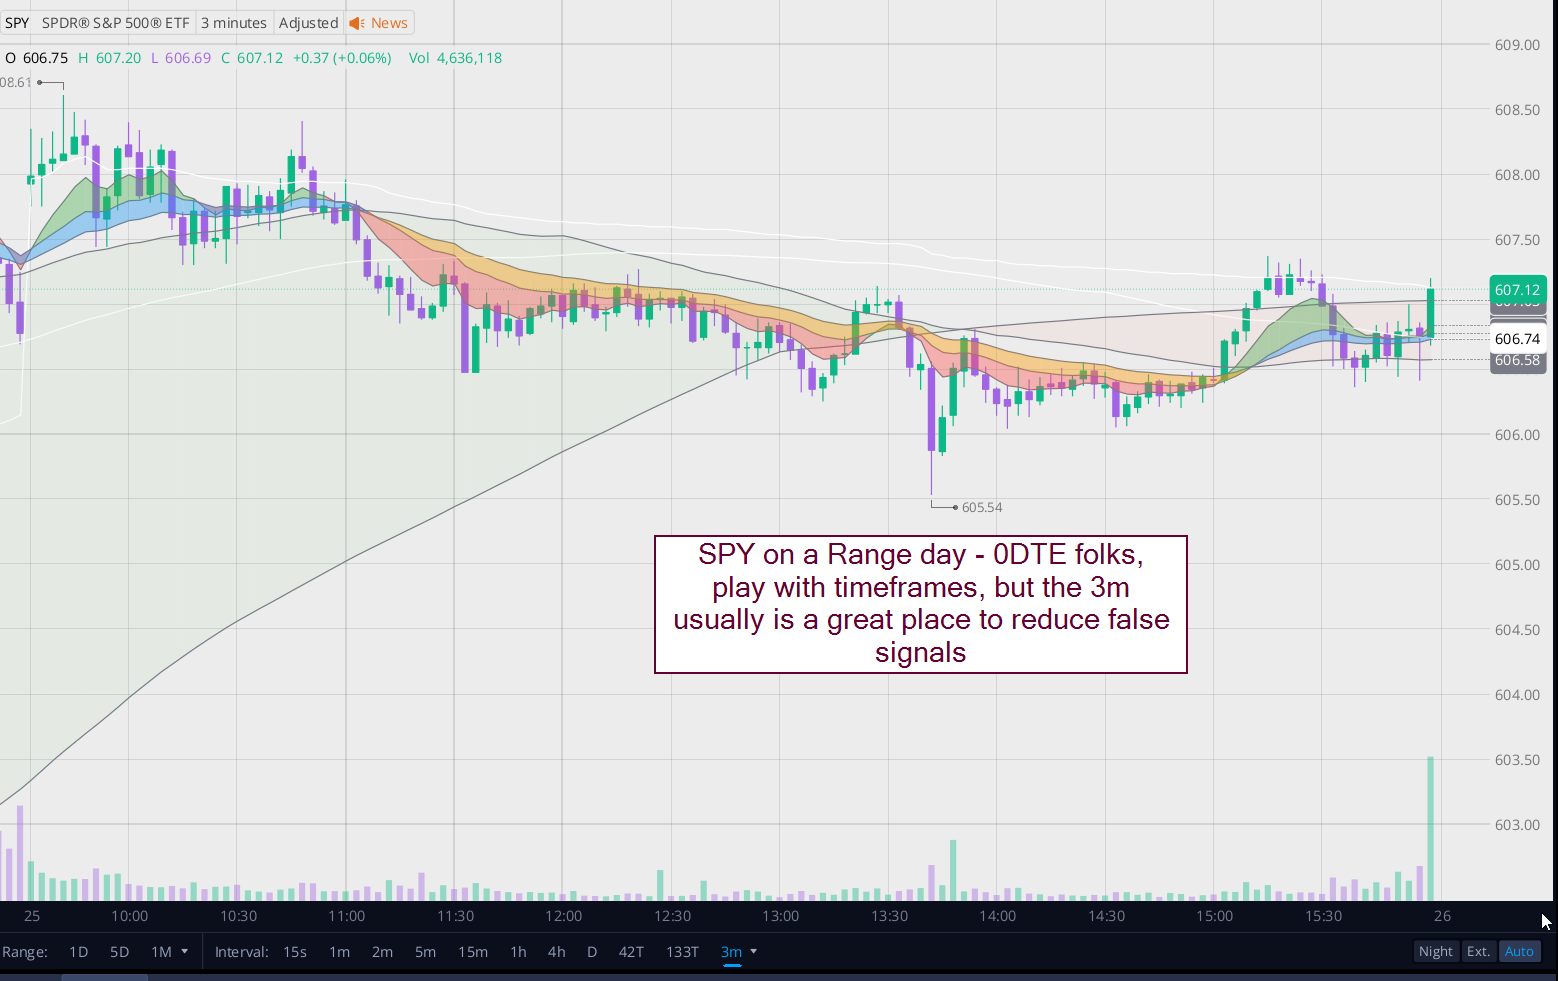 SPY SPDR® S&P 500® ETF 3 minutes Adjusted News
O 606.75 H 607.20 L 606.69 C 607.12 +0.37 (+0.06%) Vol 4,636,118
08.61
609.00
608.50
608.00
607.50
607.12
606.74
606.58
606.00
605.50
605.54
605.00
604.50
604.00
603.50
603.00
SPY on a Range day - 0DTE folks,
play with timeframes, but the 3m
usually is a great place to reduce false
signals
25 10:00 10:30 11:00 11:30 12:00 12:30 13:00 13:30 14:00 14:30 15:00 15:30 26
Range: 1D 5D 1M Interval: 15s 1m 2m 5m 15m 1h 4h D 42T 133T 3m Night Ext. Auto